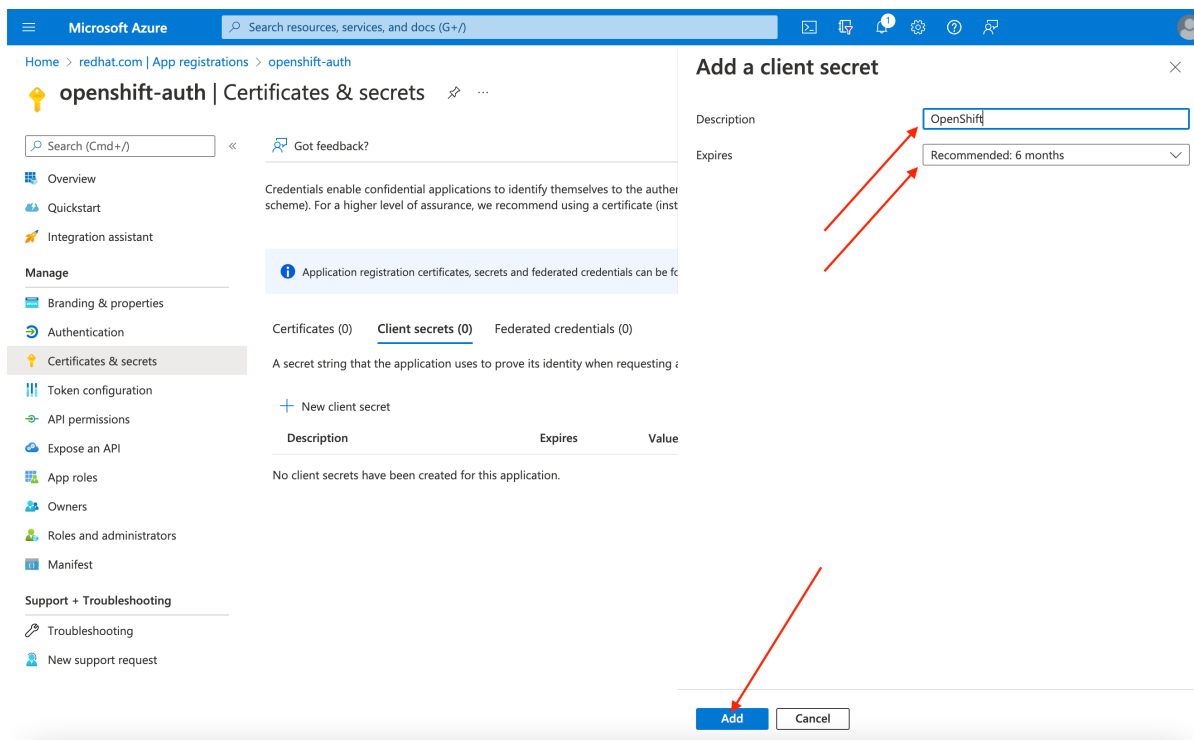 Microsoft Azure
Search resources, services, and docs (G+/)
1
Home > redhat.com | App registrations > openshift-auth
openshift-auth | Certificates & secrets
Search (Cmd+/)
Overview
Quickstart
Integration assistant
Manage
Branding & properties
Authentication
Certificates & secrets
Token configuration
API permissions
Expose an API
App roles
Owners
Roles and administrators
Manifest
Support + Troubleshooting
Troubleshooting
New support request
Got feedback?
Credentials enable confidential applications to identify themselves to the
scheme). For a higher level of assurance, we recommend using a certificate
Application registration certificates, secrets and federated credentials can be
Certificates (0) Client secrets (0) Federated credentials (0)
A secret string that the application uses to prove its identity when requesting
New client secret
Description Expires Value
No client secrets have been created for this application.
Add a client secret
Description OpenShift
Expires Recommended: 6 months
Add Cancel